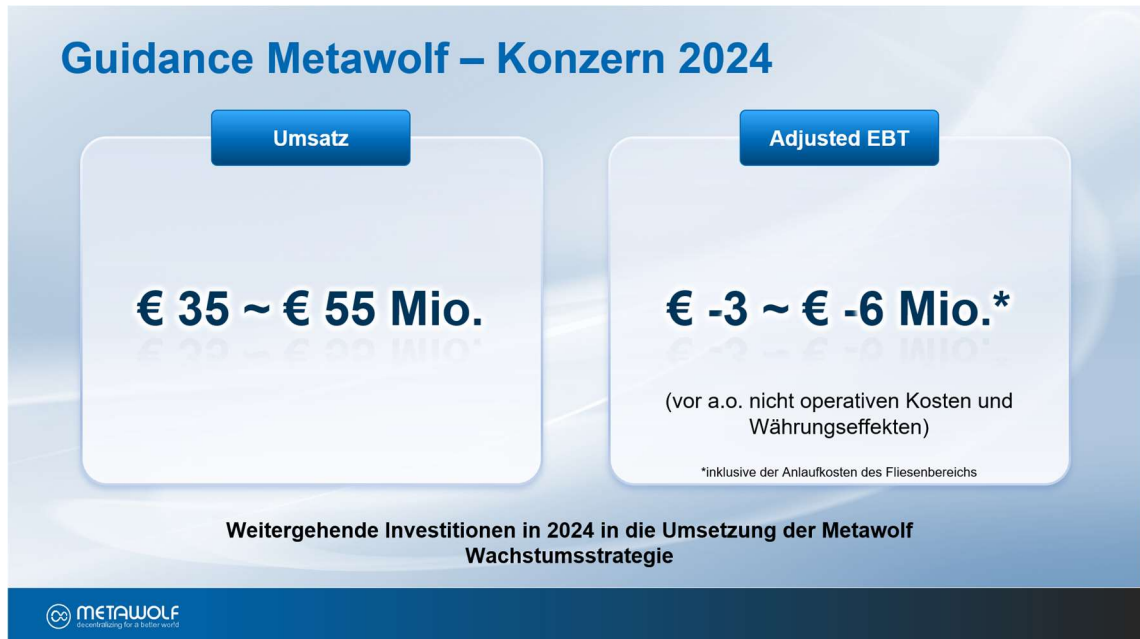 Guidance Metawolf – Konzern 2024
Umsatz
€ 35 ~ € 55 Mio.
Adjusted EBT
€ -3 ~ € -6 Mio.*
(vor a.o. nicht operativen Kosten und
Währungseffekten)
*inklusive der Anlaufkosten des Fliesenbereichs
Weitergehende Investitionen in 2024 in die Umsetzung der Metawolf
Wachstumsstrategie
METAWOLF
decentralizing for a better world